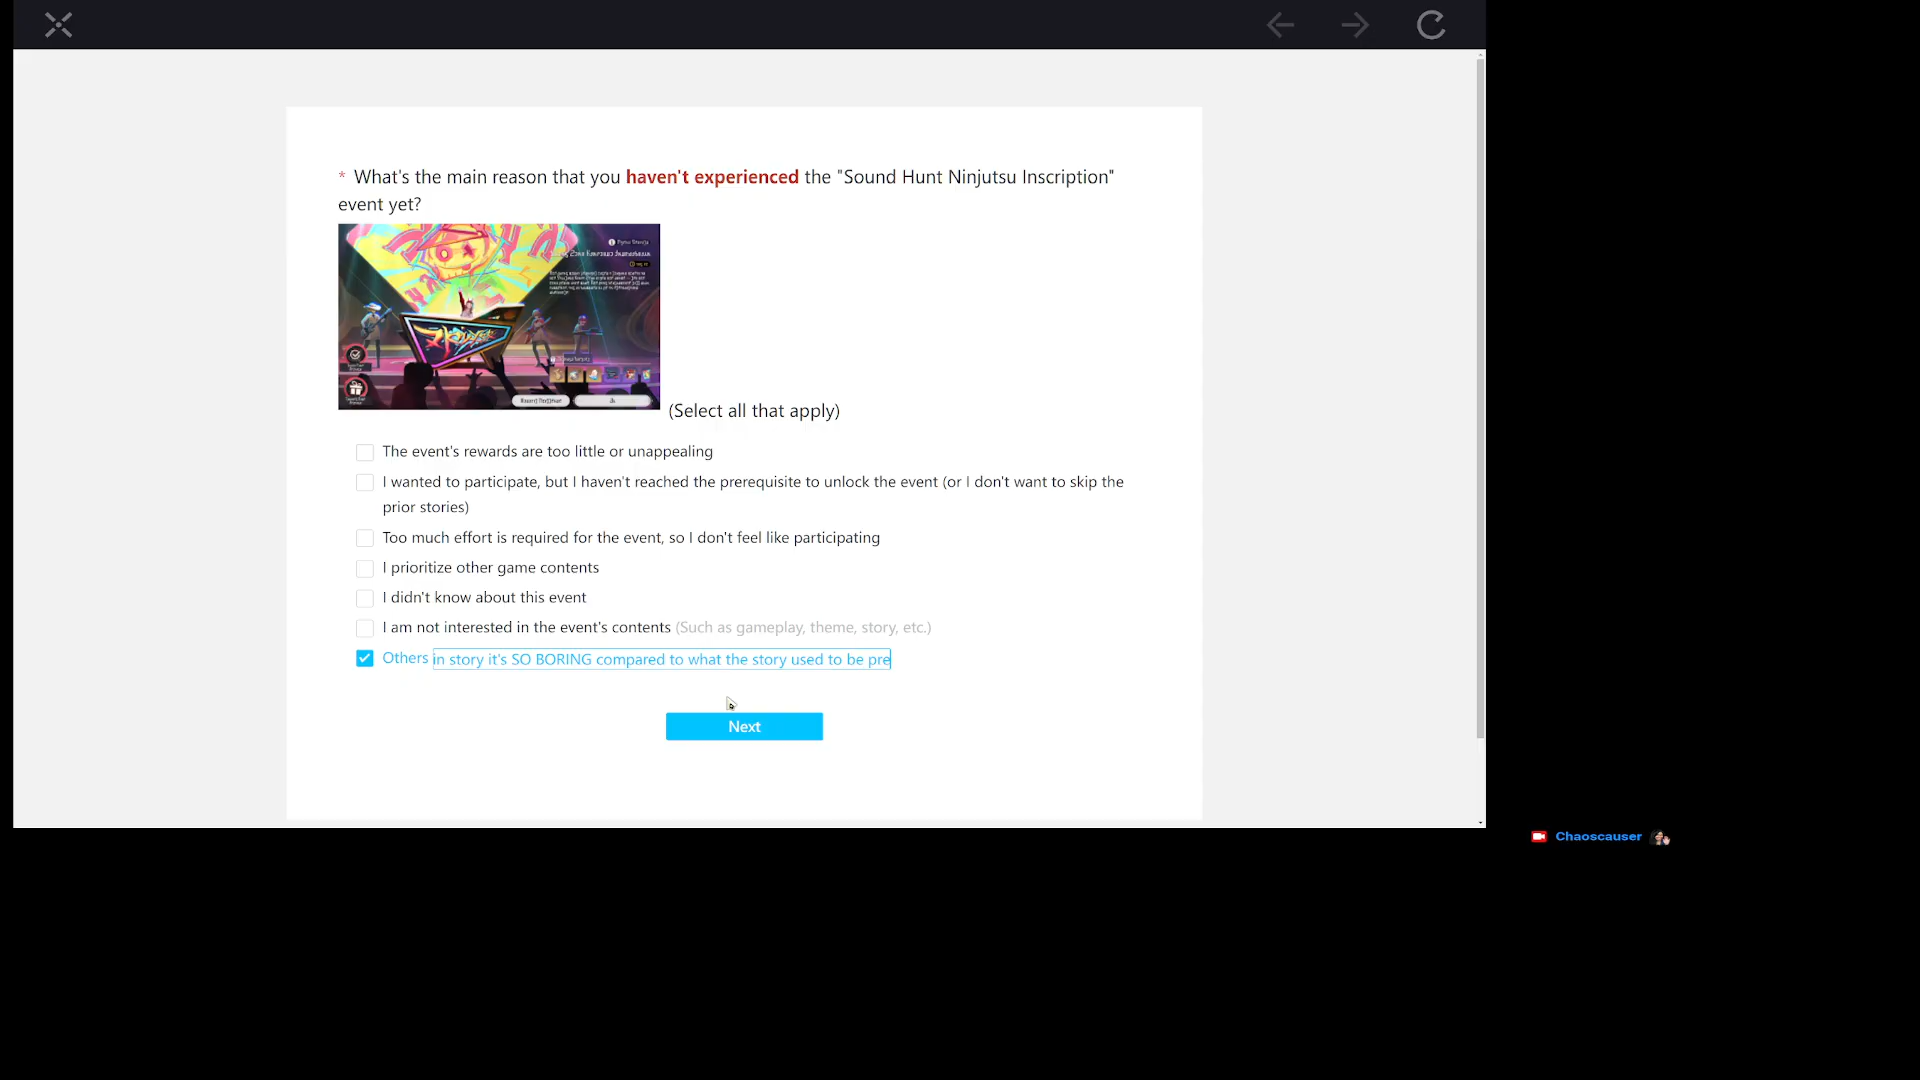 * What's the main reason that you haven't experienced the "Sound Hunt Ninjutsu Inscription"
event yet?
(Select all that apply)
The event's rewards are too little or unappealing
I wanted to participate, but I haven't reached the prerequisite to unlock the event (or I don't want to skip the
prior stories)
Too much effort is required for the event, so I don't feel like participating
I prioritize other game contents
I didn't know about this event
I am not interested in the event's contents (Such as gameplay, theme, story, etc.)
Others in story it's SO BORING compared to what the story used to be pre
Next
Chaoscauser